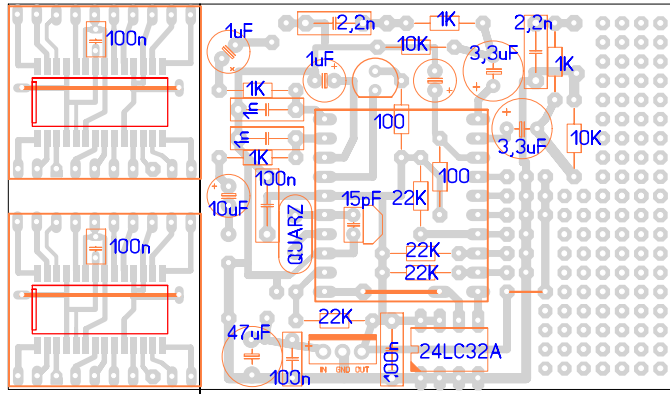 100n
1uF
2,2n
1K
2,2n
10K
3,3uF
1uF
1K
1K
1n
100
1n
3,3uF
10K
1K
100n
100
10uF
15pF
22K
QUARZ
100n
22K
22K
22K
47uF
100n
IN GND OUT
100n
24LC32A